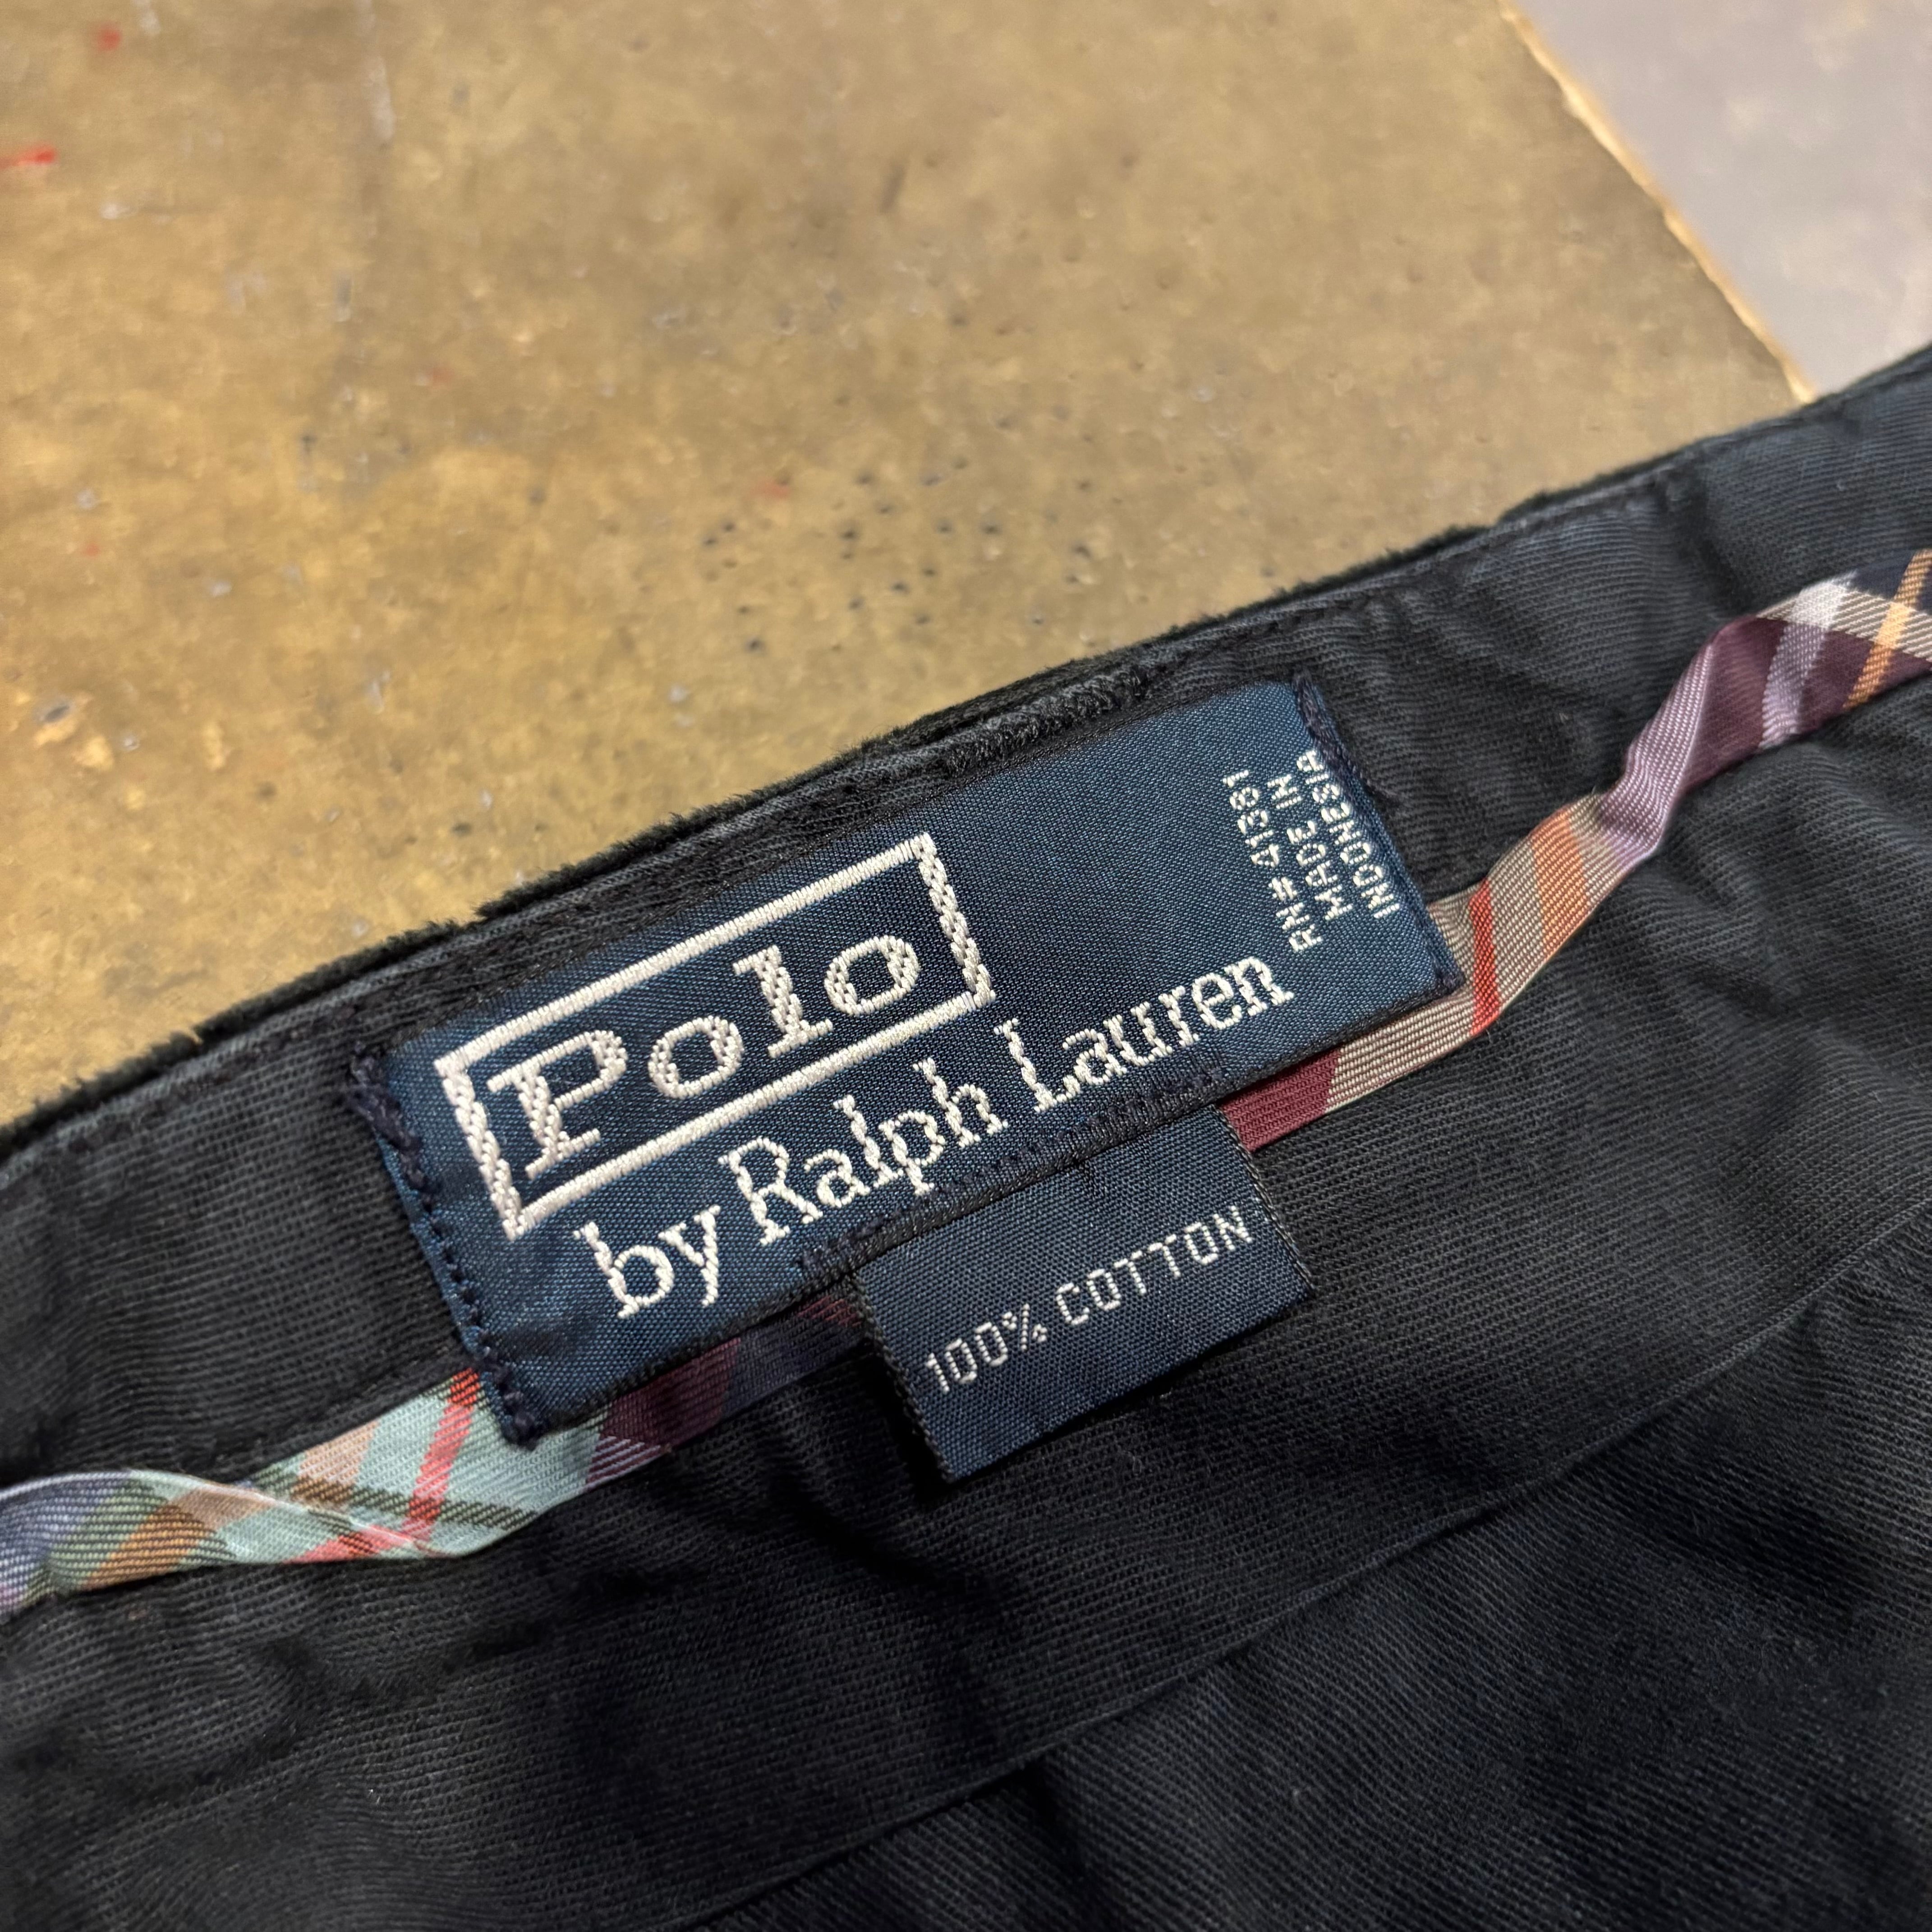 Polo
by Ralph Lauren
RN# 41381
MADE IN
INDONESIA
100% COTTON